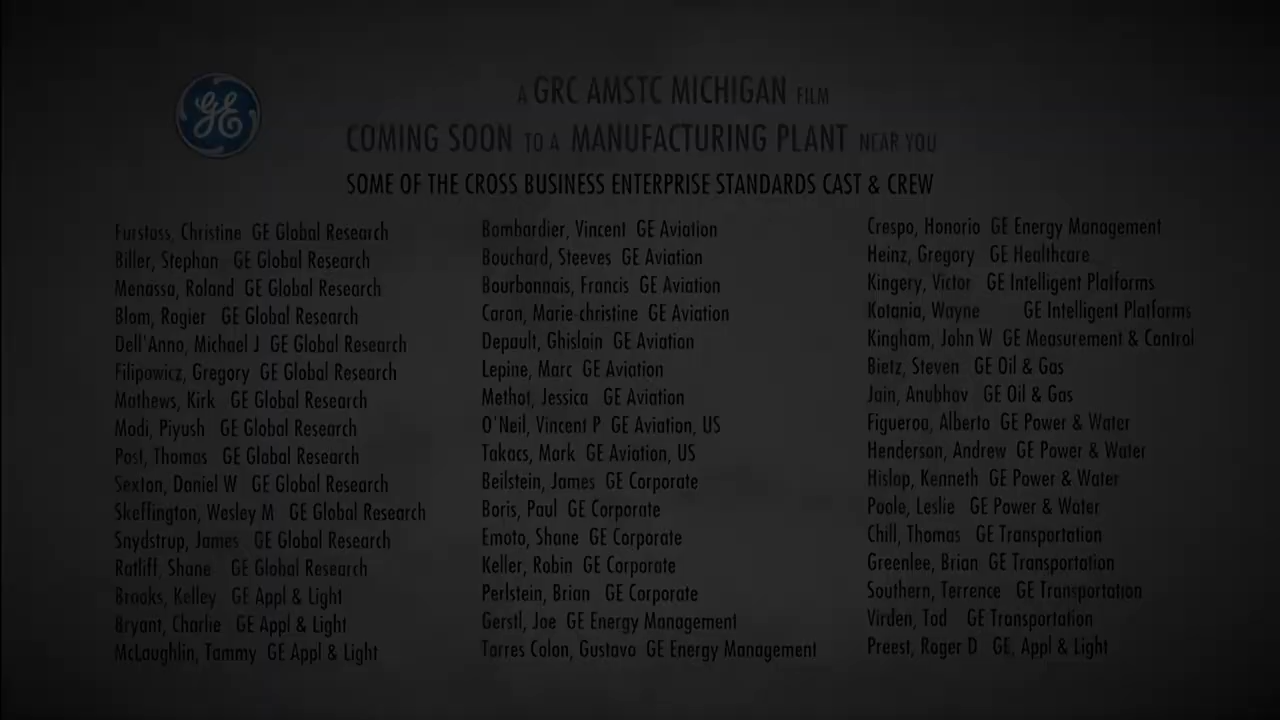 GE
A GRC AMSTC MICHIGAN FILM
COMING SOON TO A MANUFACTURING PLANT NEAR YOU
SOME OF THE CROSS BUSINESS ENTERPRISE STANDARDS CAST & CREW
Furstoss, Christine GE Global Research
Biller, Stephan GE Global Research
Menassa, Roland GE Global Research
Blom, Rogier GE Global Research
Dell'Anno, Michael J GE Global Research
Filipowicz, Gregory GE Global Research
Mathews, Kirk GE Global Research
Modi, Piyush GE Global Research
Post, Thomas GE Global Research
Sexton, Daniel W GE Global Research
Skeffington, Wesley M GE Global Research
Snydstrup, James GE Global Research
Ratliff, Shane GE Global Research
Brooks, Kelley GE Appl & Light
Bryant, Charlie GE Appl & Light
McLaughlin, Tammy GE Appl & Light
Bombardier, Vincent GE Aviation
Bouchard, Steeves GE Aviation
Bourbonnais, Francis GE Aviation
Caron, Marie-christine GE Aviation
Depault, Ghislain GE Aviation
Lepine, Marc GE Aviation
Methot, Jessica GE Aviation
O'Neil, Vincent P GE Aviation, US
Takacs, Mark GE Aviation, US
Beilstein, James GE Corporate
Boris, Paul GE Corporate
Emoto, Shane GE Corporate
Keller, Robin GE Corporate
Perlstein, Brian GE Corporate
Gerstl, Joe GE Energy Management
Torres Colon, Gustavo GE Energy Management
Crespo, Honorio GE Energy Management
Heinz, Gregory GE Healthcare
Kingery, Victor GE Intelligent Platforms
Kotania, Wayne GE Intelligent Platforms
Kingham, John W GE Measurement & Control
Bietz, Steven GE Oil & Gas
Jain, Anubhov GE Oil & Gas
Figueroa, Alberto GE Power & Water
Henderson, Andrew GE Power & Water
Hislop, Kenneth GE Power & Water
Poole, Leslie GE Power & Water
Chill, Thomas GE Transportation
Greenlee, Brian GE Transportation
Southern, Terrence GE Transportation
Virden, Tod GE Transportation
Preest, Roger D GE, Appl & Light